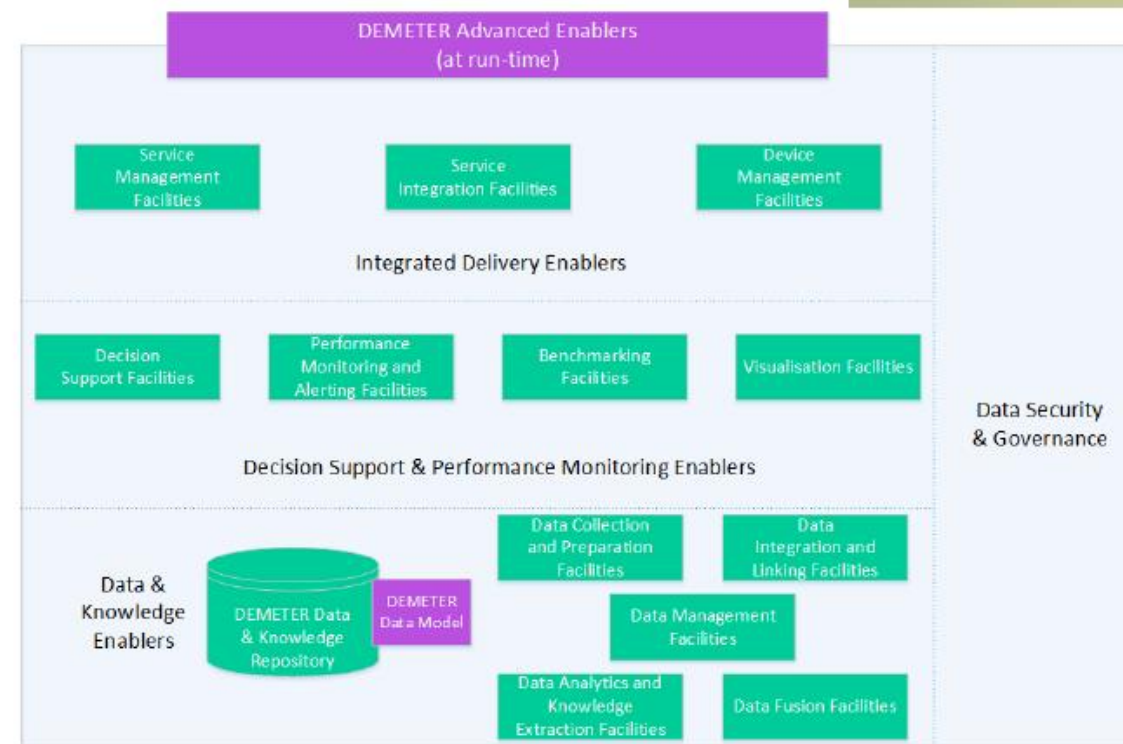 DEMETER Advanced Enablers
(at run-time)
Service
Management
Facilities
Service
Integration Facilities
Device
Management
Facilities
Integrated Delivery Enablers
Decision
Support Facilities
Performance
Monitoring and
Alerting Facilities
Benchmarking
Facilities
Visualisation Facilities
Decision Support & Performance Monitoring Enablers
Data Security
& Governance
Data &
Knowledge
Enablers
DEMETER Data
& Knowledge
Repository
DEMETER
Data Model
Data Collection
and Preparation
Facilities
Data
Integration and
Linking Facilities
Data Management
Facilities
Data Analytics and
Knowledge
Extraction Facilities
Data Fusion Facilities